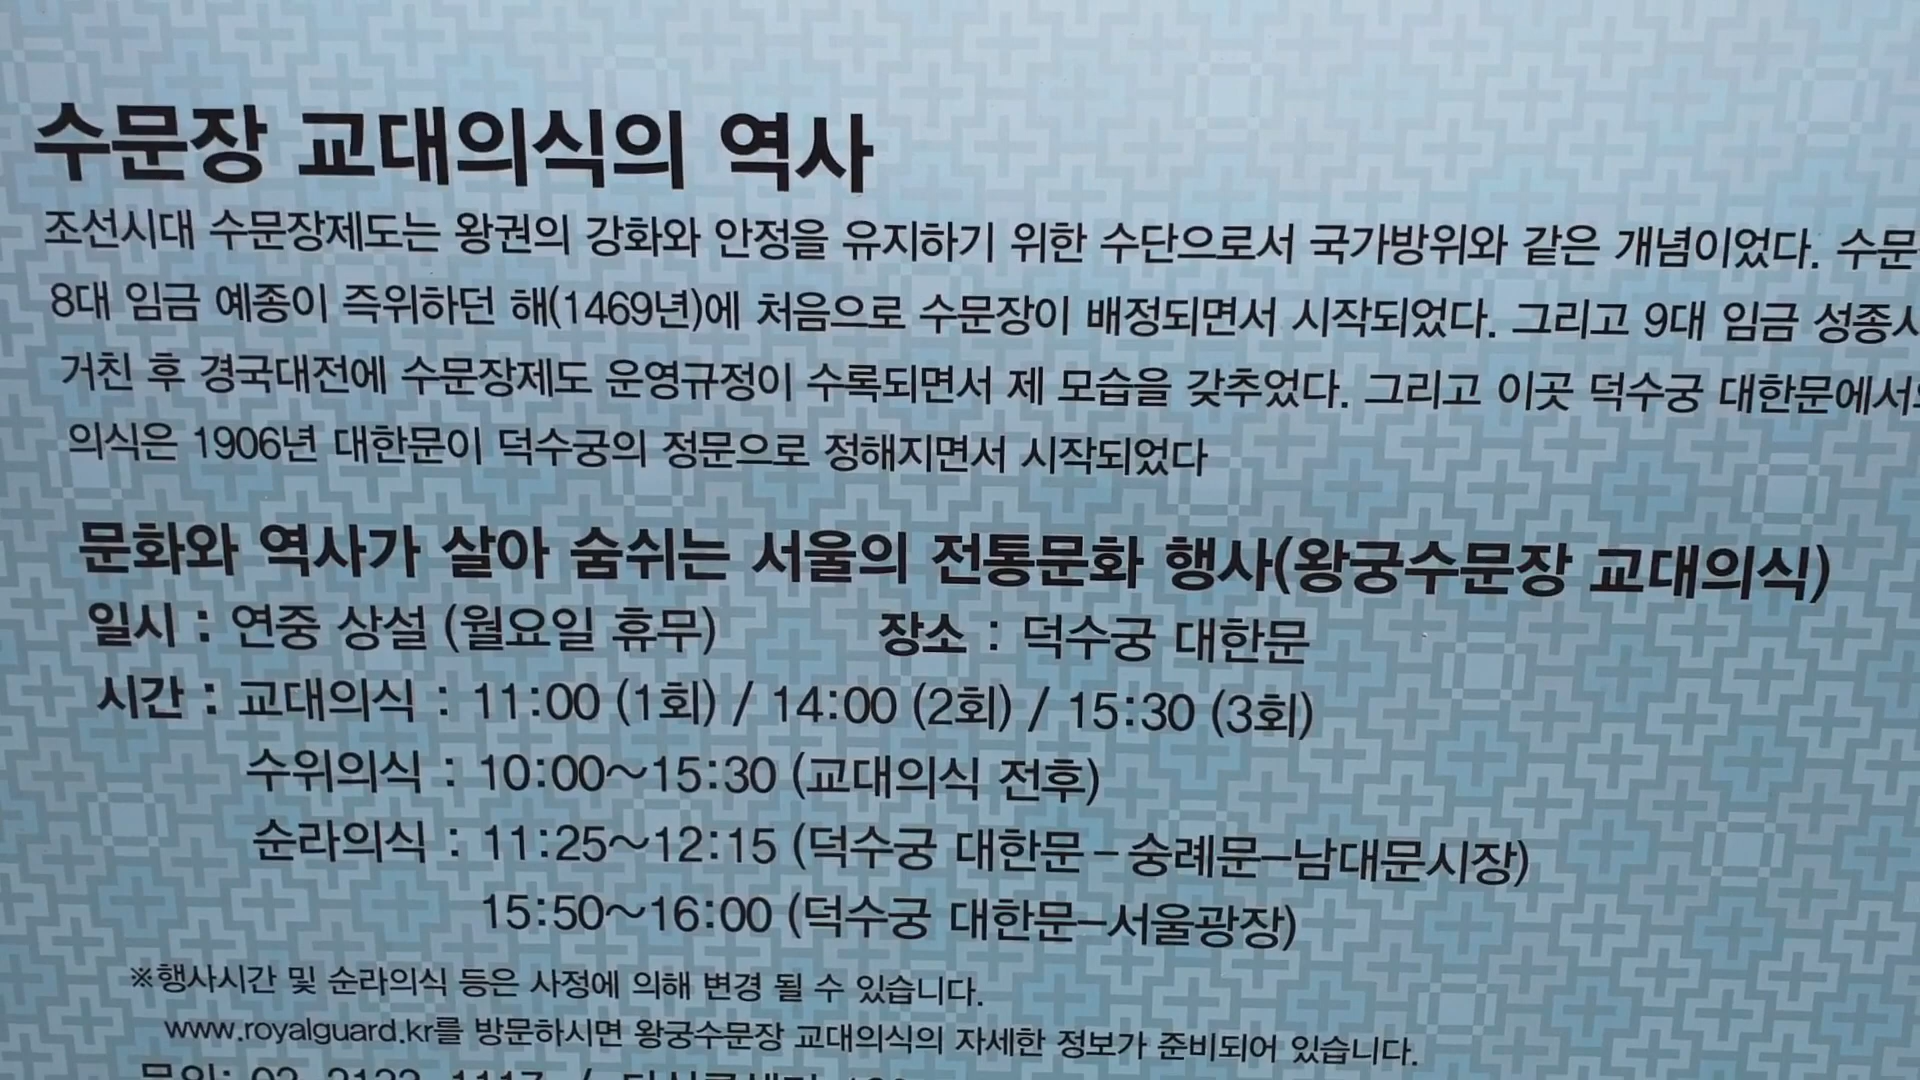 수문장 교대의식의 역사
조선시대 수문장제도는 왕권의 강화와 안정을 유지하기 위한 수단으로서 국가방위와 같은 개념이었다. 수문
8대 임금 예종이 즉위하던 해(1469년)에 처음으로 수문장이 배정되면서 시작되었다. 그리고 9대 임금 성종시
거친 후 경국대전에 수문장제도 운영규정이 수록되면서 제 모습을 갖추었다. 그리고 이곳 덕수궁 대한문에서의
의식은 1906년 대한문이 덕수궁의 정문으로 정해지면서 시작되었다
문화와 역사가 살아 숨쉬는 서울의 전통문화 행사(왕궁수문장 교대의식)
일시 : 연중 상설 (월요일 휴무) 장소 : 덕수궁 대한문
시간 : 교대의식 : 11:00 (1회) / 14:00 (2회) / 15:30 (3회)
수위의식 : 10:00~15:30 (교대의식 전후)
순라의식 : 11:25~12:15 (덕수궁 대한문-숭례문-남대문시장)
15:50~16:00 (덕수궁 대한문-서울광장)
※행사시간 및 순라의식 등은 사정에 의해 변경 될 수 있습니다.
www.royalguard.kr를 방문하시면 왕궁수문장 교대의식의 자세한 정보가 준비되어 있습니다.